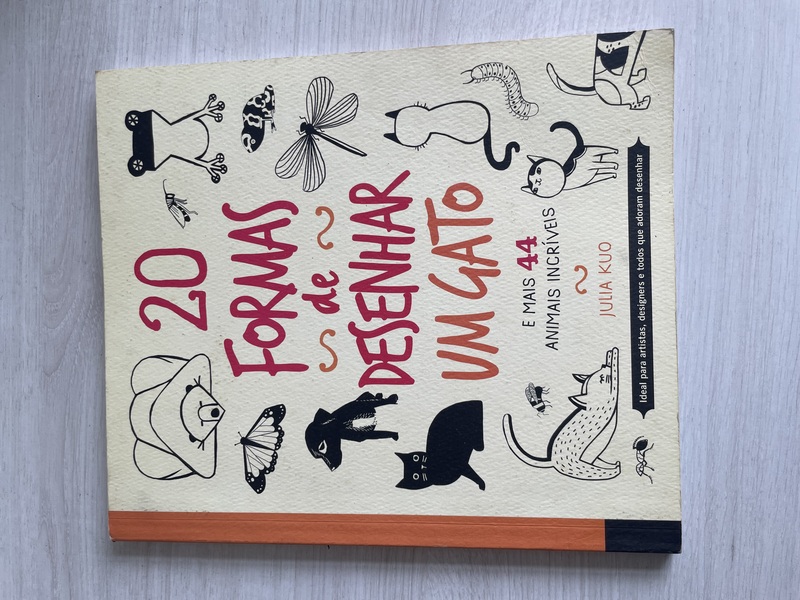 20
FORMAS
de
DESENHAR
UM GATO
E MAIS 44
ANIMAIS INCRÍVEIS
JULIA KUO
Ideal para artistas, designers e todos que adoram desenhar